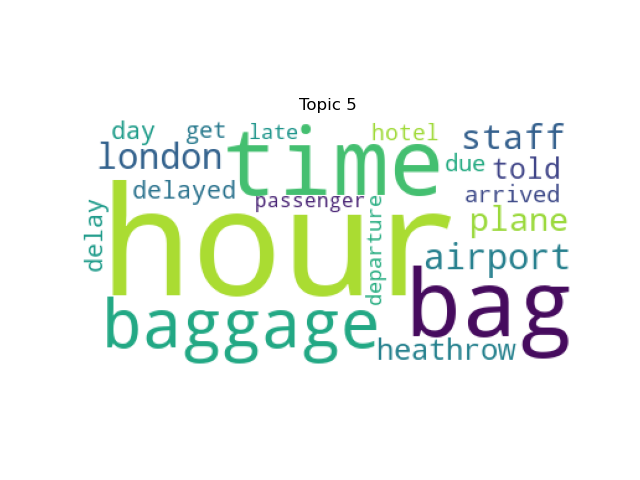 Topic 5
day get late hotel staff
london time due told
delayed passenger arrived
delay hour departure plane
airport
baggage bag
heathrow